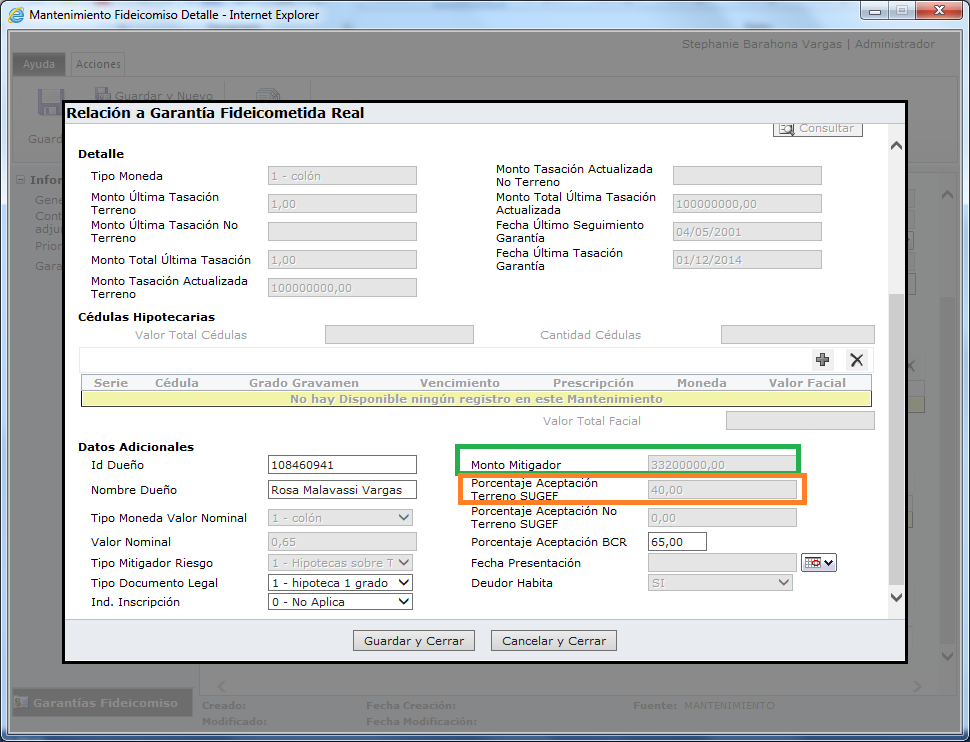 Mantenimiento Fideicomiso Detalle - Internet Explorer
Stephanie Barahona Vargas | Administrador
Ayuda
Acciones
Guardar y Nuevo
Relación a Garantía Fideicometida Real
Consultar
Detalle
Tipo Moneda
1 - colón
Monto Última Tasación
Terreno
1,00
Monto Última Tasación No
Terreno
Monto Total Última Tasación
1,00
Monto Tasación Actualizada
Terreno
100000000,00
Monto Tasación Actualizada
No Terreno
Monto Total Última Tasación
Actualizada
100000000,00
Fecha Último Seguimiento
Garantía
04/05/2001
Fecha Última Tasación
Garantía
01/12/2014
Cédulas Hipotecarias
Valor Total Cédulas
Cantidad Cédulas
Serie Cédula Grado Gravamen Vencimiento Prescripción Moneda Valor Facial
No hay Disponible ningún registro en este Mantenimiento
Valor Total Facial
Datos Adicionales
Id Dueño
108460941
Nombre Dueño
Rosa Malavassi Vargas
Tipo Moneda Valor Nominal
1 - colón
Valor Nominal
0,65
Tipo Mitigador Riesgo
1 - Hipotecas sobre T
Tipo Documento Legal
1 - hipoteca 1 grado
Ind. Inscripción
0 - No Aplica
Monto Mitigador
33200000,00
Porcentaje Aceptación
Terreno SUGEF
40,00
Porcentaje Aceptación No
Terreno SUGEF
0,00
Porcentaje Aceptación BCR
65,00
Fecha Presentación
Deudor Habita
SI
Guardar y Cerrar
Cancelar y Cerrar
Garantías Fideicomiso
Creado:
Fecha Creación:
Fuente: MANTENIMIENTO
Modificado:
Fecha Modificación: